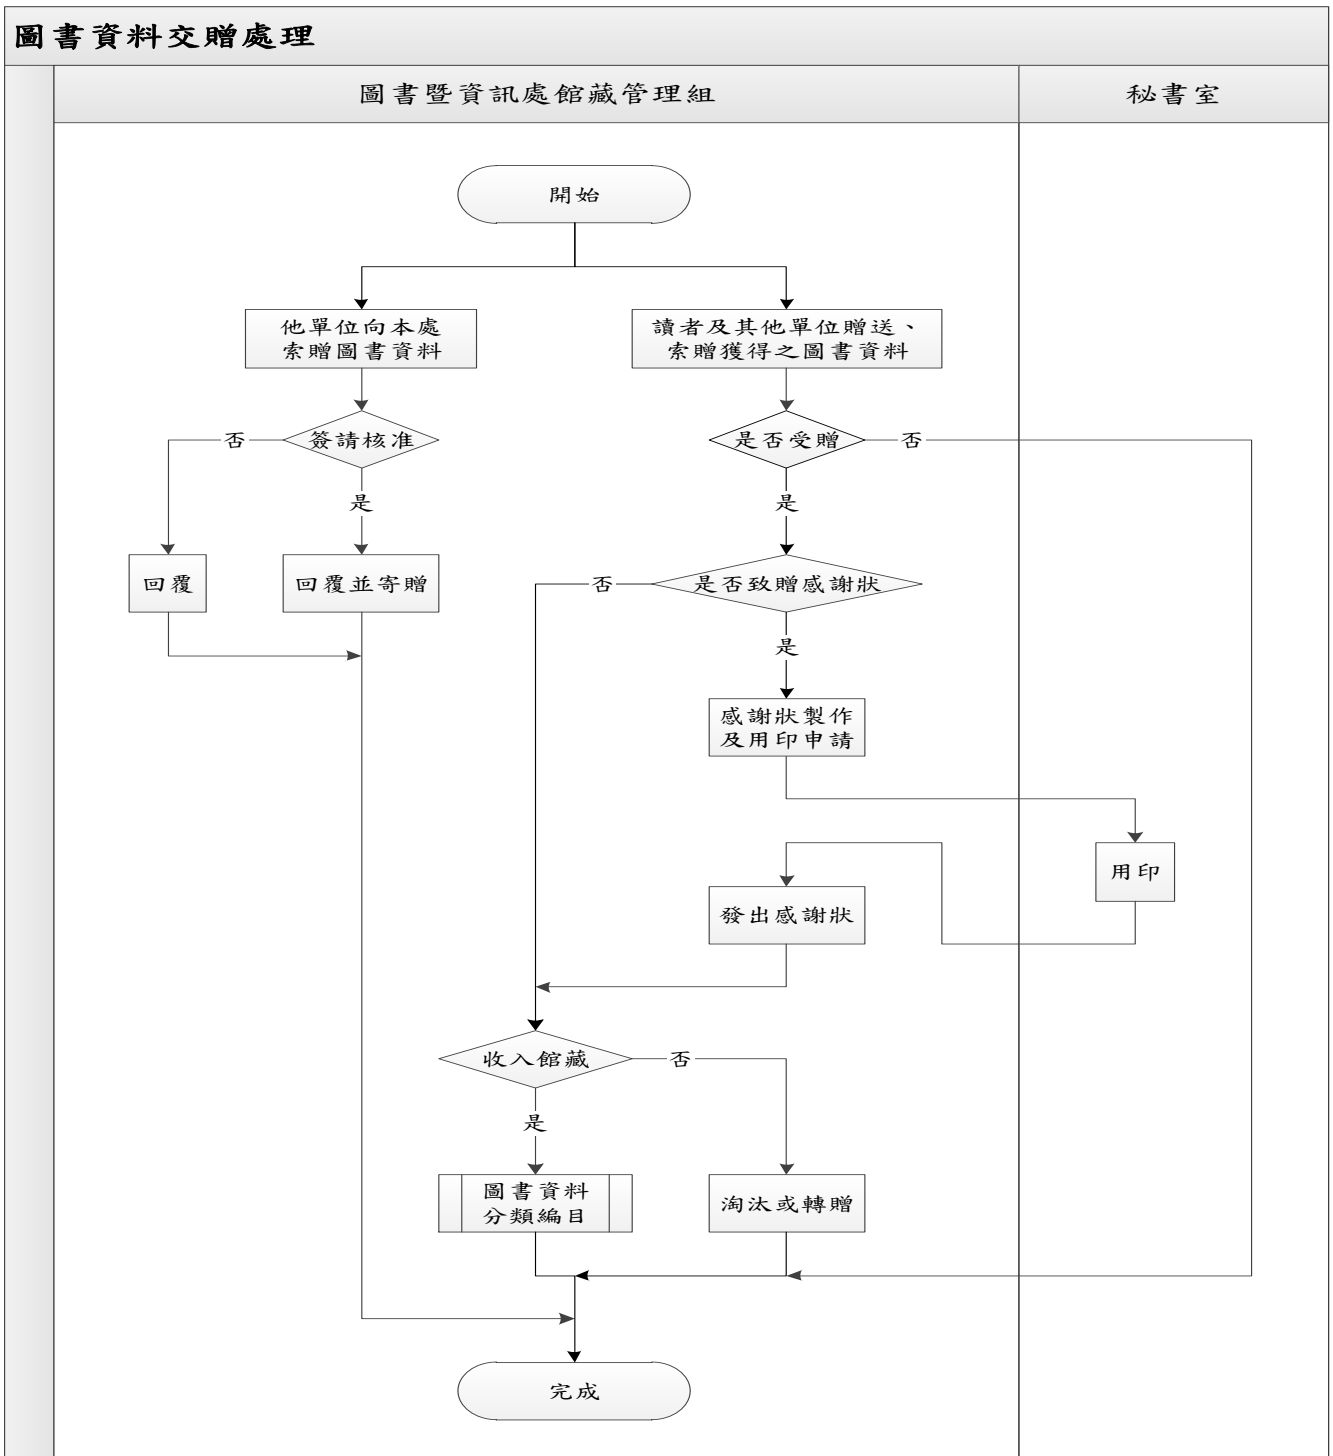 圖書資料交贈處理
圖書暨資訊處館藏管理組
秘書室
開始
他單位向本處
索贈圖書資料
讀者及其他單位贈送、
索贈獲得之圖書資料
否
簽請核准
是否受贈
否
是
是
回覆
回覆並寄贈
否
是否致贈感謝狀
是
感謝狀製作
及用印申請
用印
發出感謝狀
收入館藏
否
是
圖書資料
分類編目
淘汰或轉贈
完成